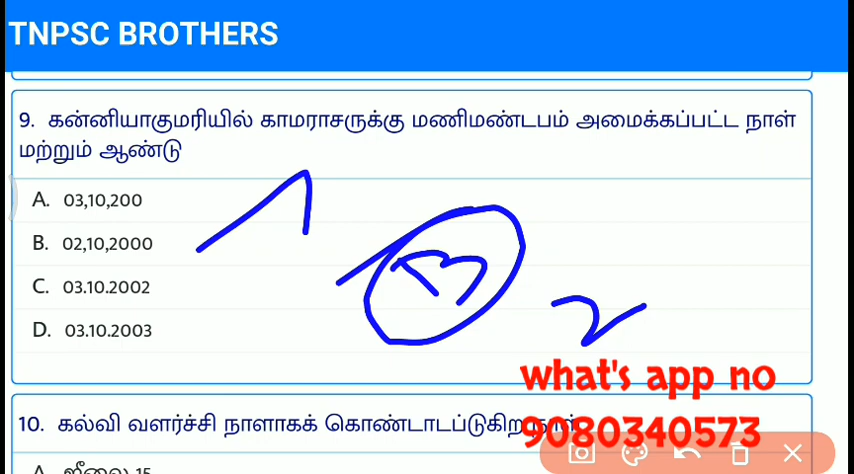 TNPSC BROTHERS
9. கன்னியாகுமரியில் காமராசருக்கு மணிமண்டபம் அமைக்கப்பட்ட நாள்
மற்றும் ஆண்டு
A. 03,10,200
B. 02,10,2000
C. 03.10.2002
D. 03.10.2003
what's app no
10. கல்வி வளர்ச்சி நாளாகக் கொண்டாடப்படுகிற நாள்
9080340573
A. ஜீலை 15